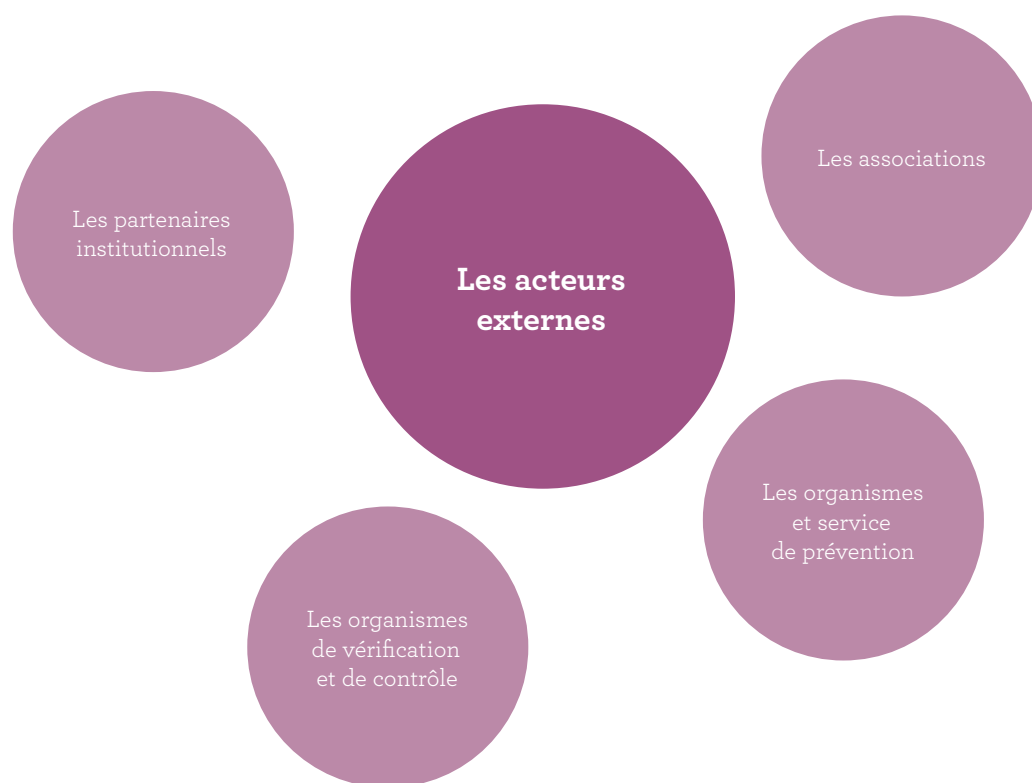 Les associations
Les partenaires
institutionnels
Les acteurs
externes
Les organismes
et service
de prévention
Les organismes
de vérification
et de contrôle